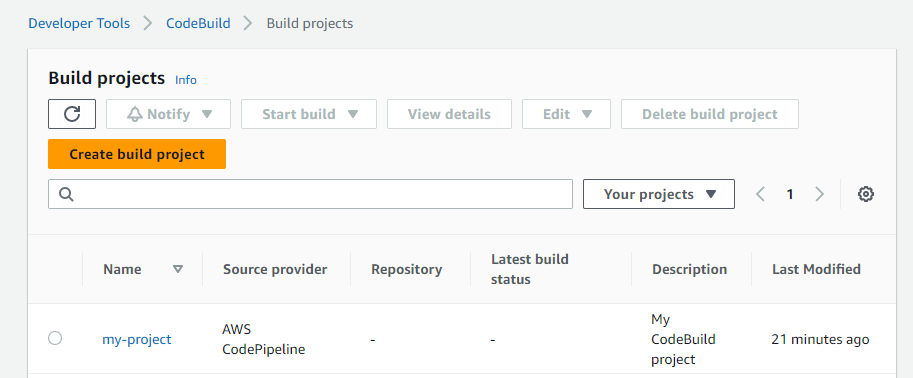 Developer Tools > CodeBuild > Build projects
Build projects Info
Notify ▼ Start build ▼ View details Edit ▼ Delete build project
Create build project
Your projects ▼ < 1 >
Name ▽ Source provider Repository Latest build status Description Last Modified
my-project AWS CodePipeline - - My CodeBuild project 21 minutes ago